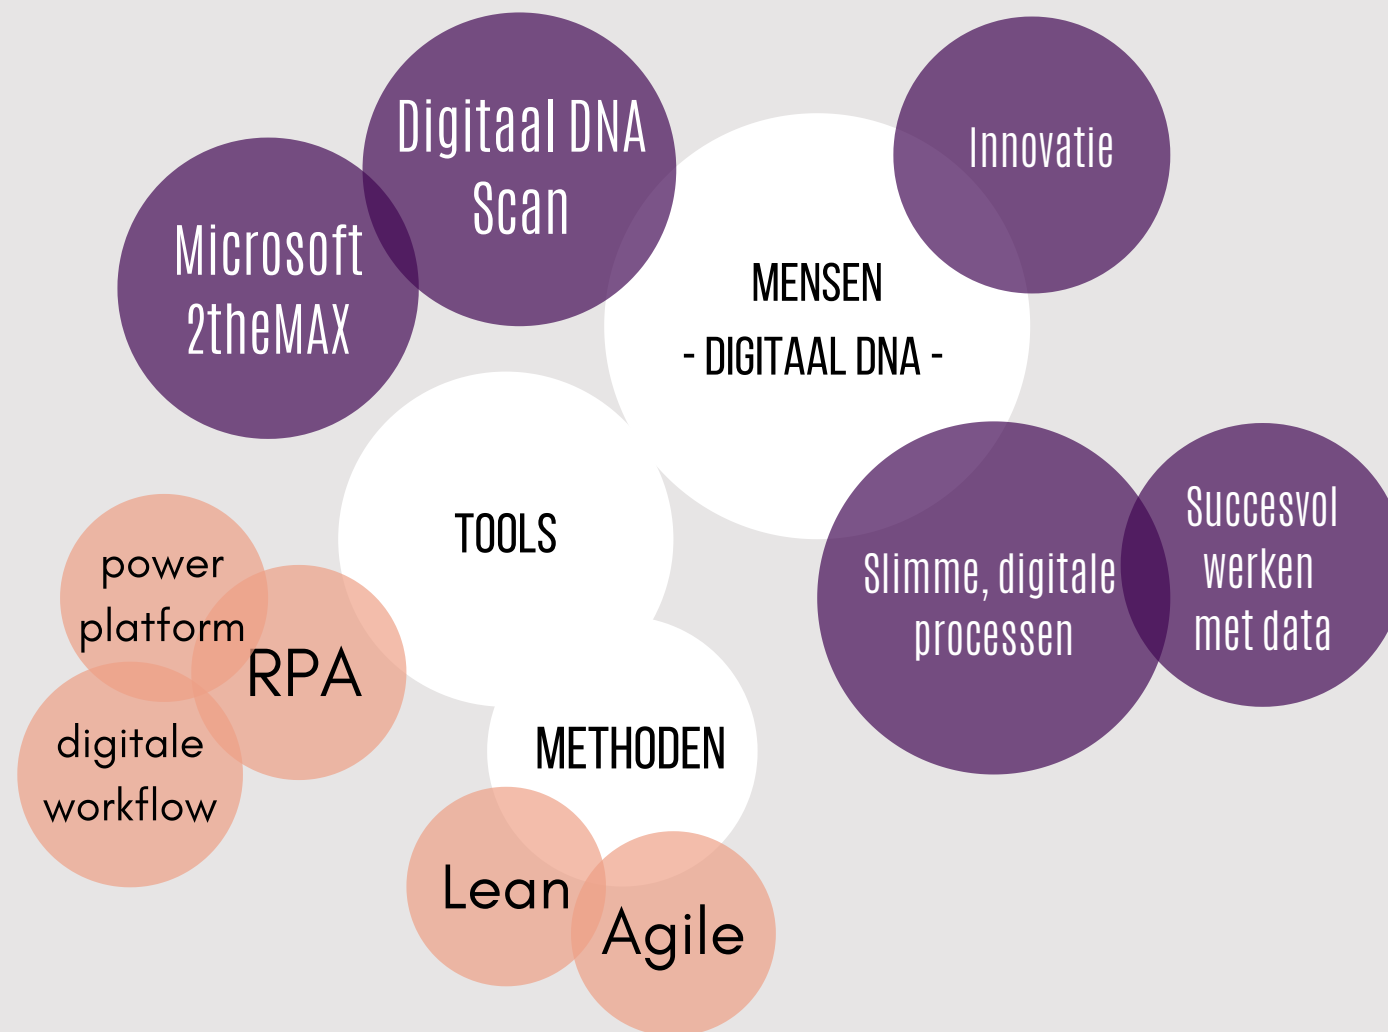 Digitaal DNA
Scan
Innovatie
Microsoft
2theMAX
MENSEN
- DIGITAAL DNA -
TOOLS
Slimme, digitale
processen
Succesvol
werken
met data
power
platform
RPA
digitale
workflow
METHODEN
Lean
Agile